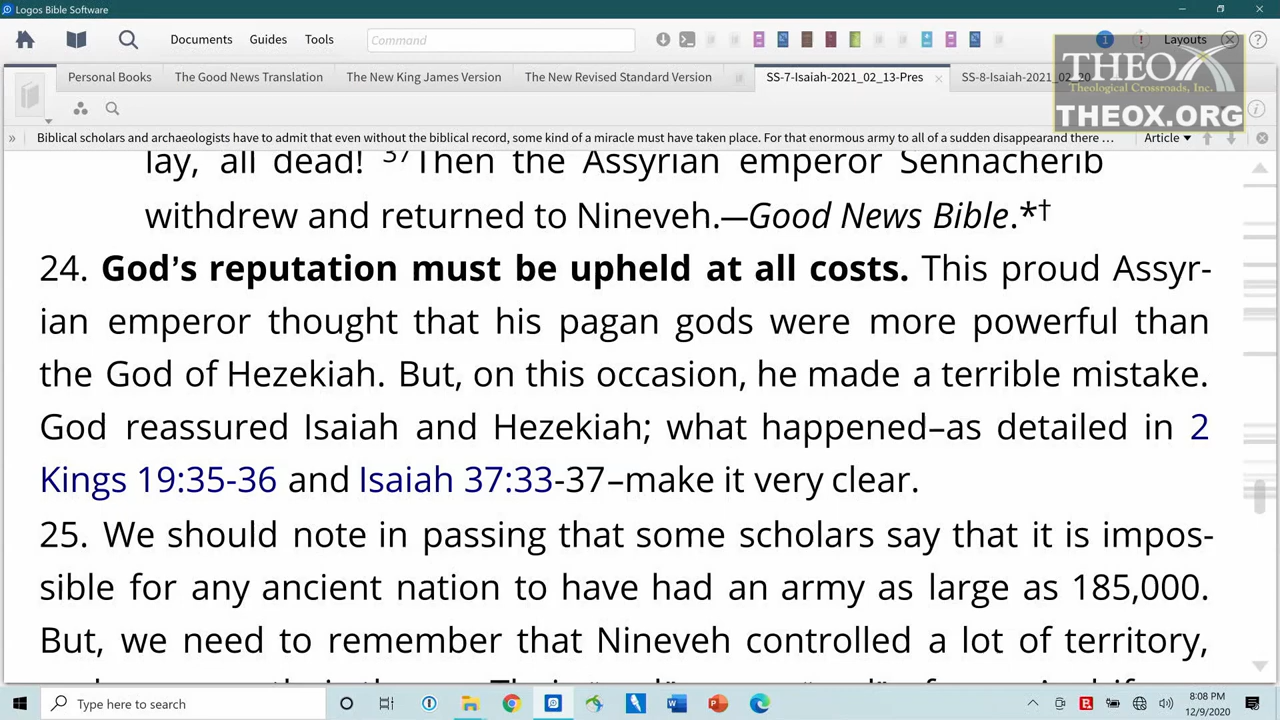 Logos Bible Software
Documents Guides Tools Command Layouts
1
Personal Books The Good News Translation The New King James Version The New Revised Standard Version SS-7-Isaiah-2021_02_13-Pres SS-8-Isaiah-2021_02_20
THEOX
Theological Crossroads, Inc.
THEOX.ORG
» Biblical scholars and archaeologists have to admit that even without the biblical record, some kind of a miracle must have taken place. For that enormous army to all of a sudden disappearand there ... Article
lay, all dead! 37Then the Assyrian emperor Sennacherib
withdrew and returned to Nineveh.—Good News Bible.*†
24. God’s reputation must be upheld at all costs. This proud Assyr-
ian emperor thought that his pagan gods were more powerful than
the God of Hezekiah. But, on this occasion, he made a terrible mistake.
God reassured Isaiah and Hezekiah; what happened–as detailed in 2
Kings 19:35-36 and Isaiah 37:33-37–make it very clear.
25. We should note in passing that some scholars say that it is impos-
sible for any ancient nation to have had an army as large as 185,000.
But, we need to remember that Nineveh controlled a lot of territory,
Type here to search
8:08 PM
12/9/2020